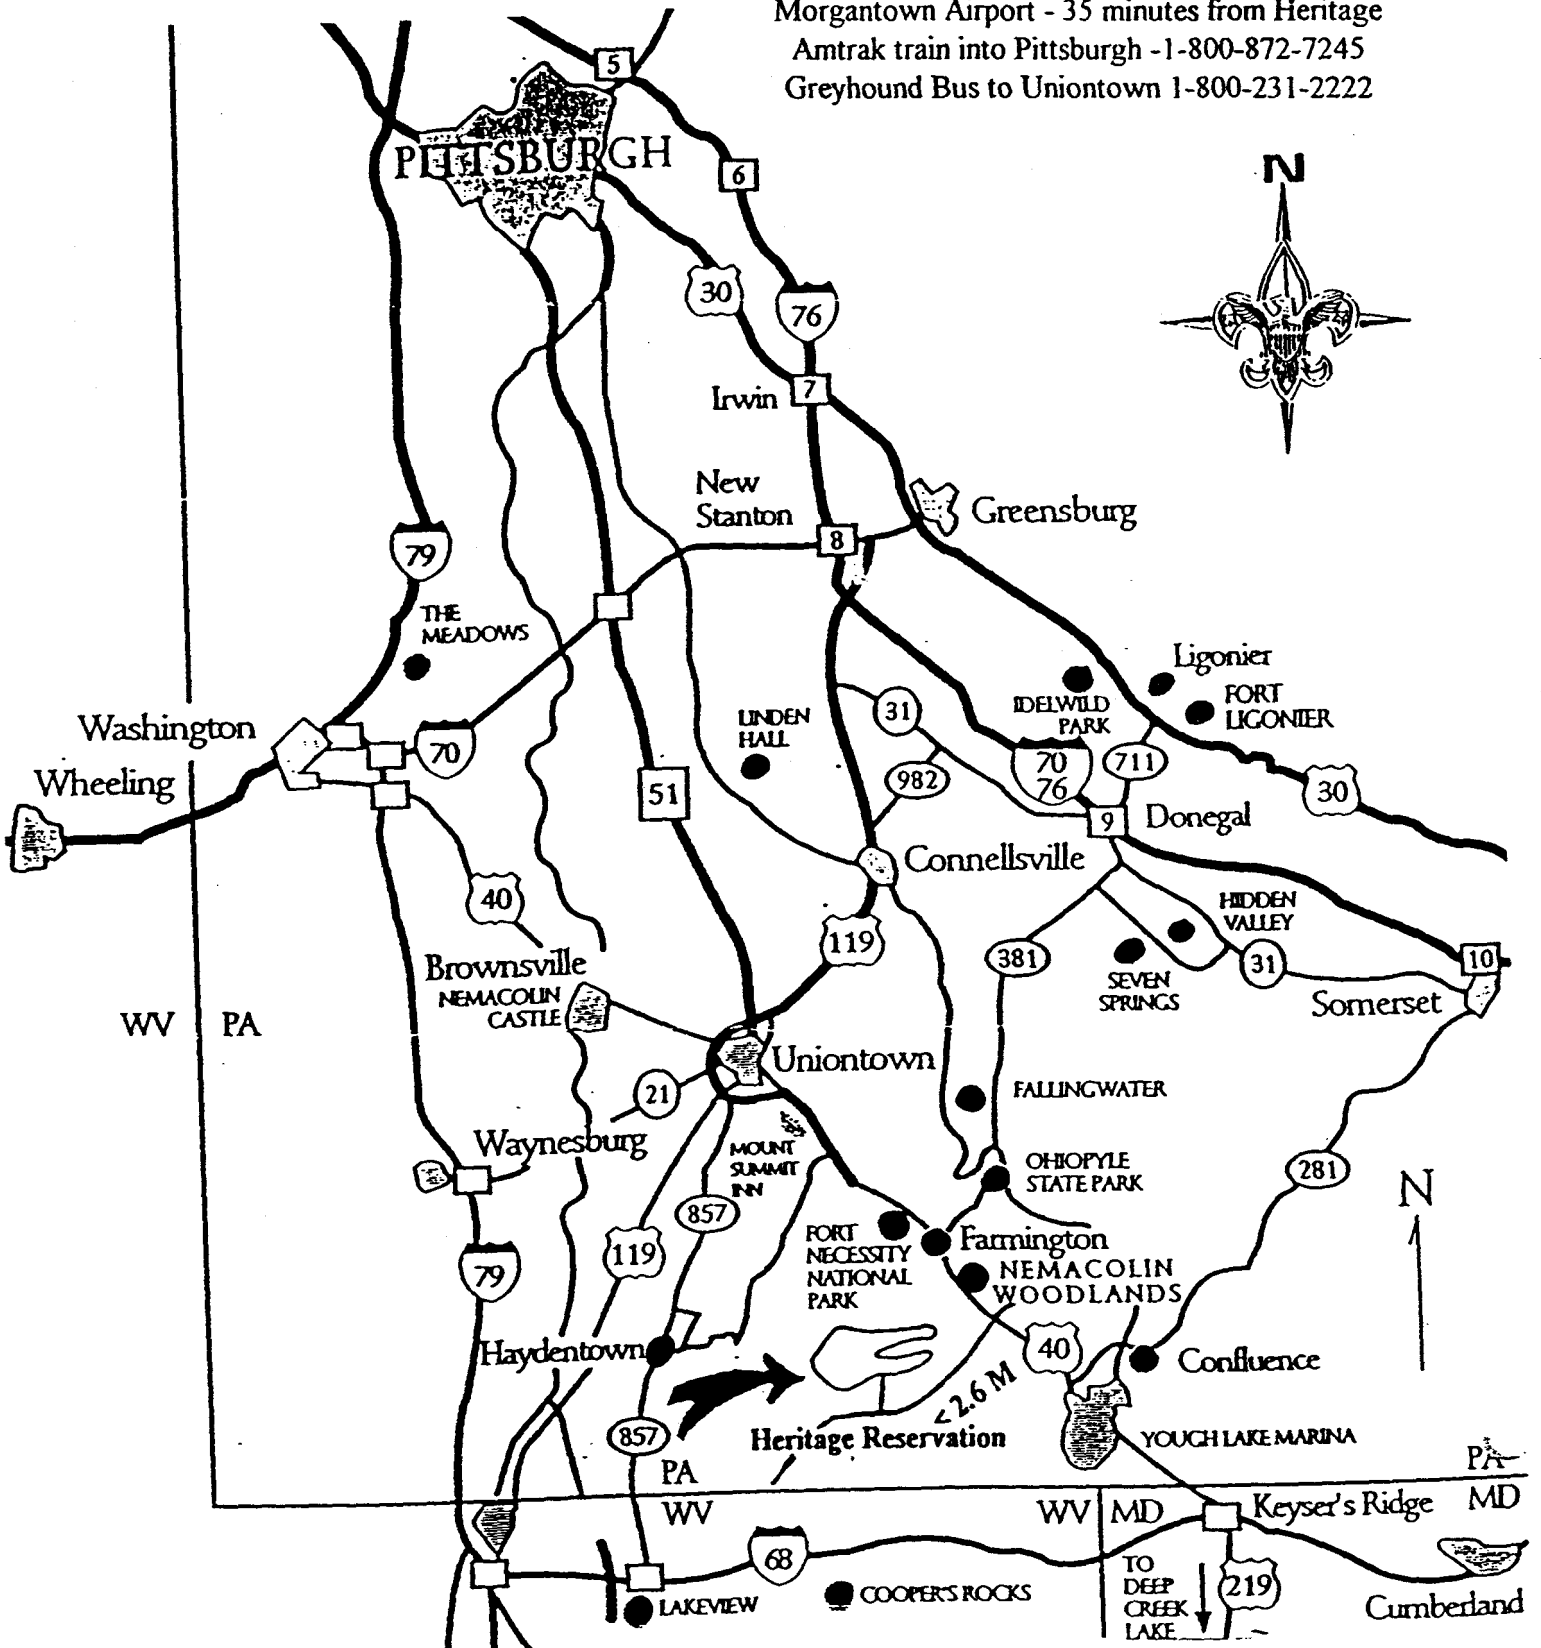 Morgantown Airport - 35 minutes from Heritage
Amtrak train into Pittsburgh -1-800-872-7245
Greyhound Bus to Uniontown 1-800-231-2222
5
PITTSBURGH
6
N
30
76
7
Irwin
New
Stanton
8
Greensburg
79
THE
MEADOWS
Ligonier
IDELWILD
PARK
FORT
LIGONIER
31
LINDEN
HALL
Washington
70
70
76
711
982
Wheeling
51
30
9
Donegal
Connellsville
40
HIDDEN
VALLEY
119
Brownsville
NEMACOLIN
CASTLE
381
SEVEN
SPRINGS
31
10
Somerset
WV
PA
Uniontown
21
FALLINGWATER
Waynesburg
MOUNT
SUMMIT
INN
OHIOPYLE
STATE PARK
281
N
857
119
FORT
NECESSITY
NATIONAL
PARK
Farmington
NEMACOLIN
WOODLANDS
79
Haydentown
40
Confluence
< 2.6 M
857
Heritage Reservation
YOUGH LAKE MARINA
PA
PA
WV
WV
MD
Keyser's Ridge
MD
68
TO
DEEP
CREEK
LAKE
219
LAKEVIEW
COOPER'S ROCKS
Cumberland